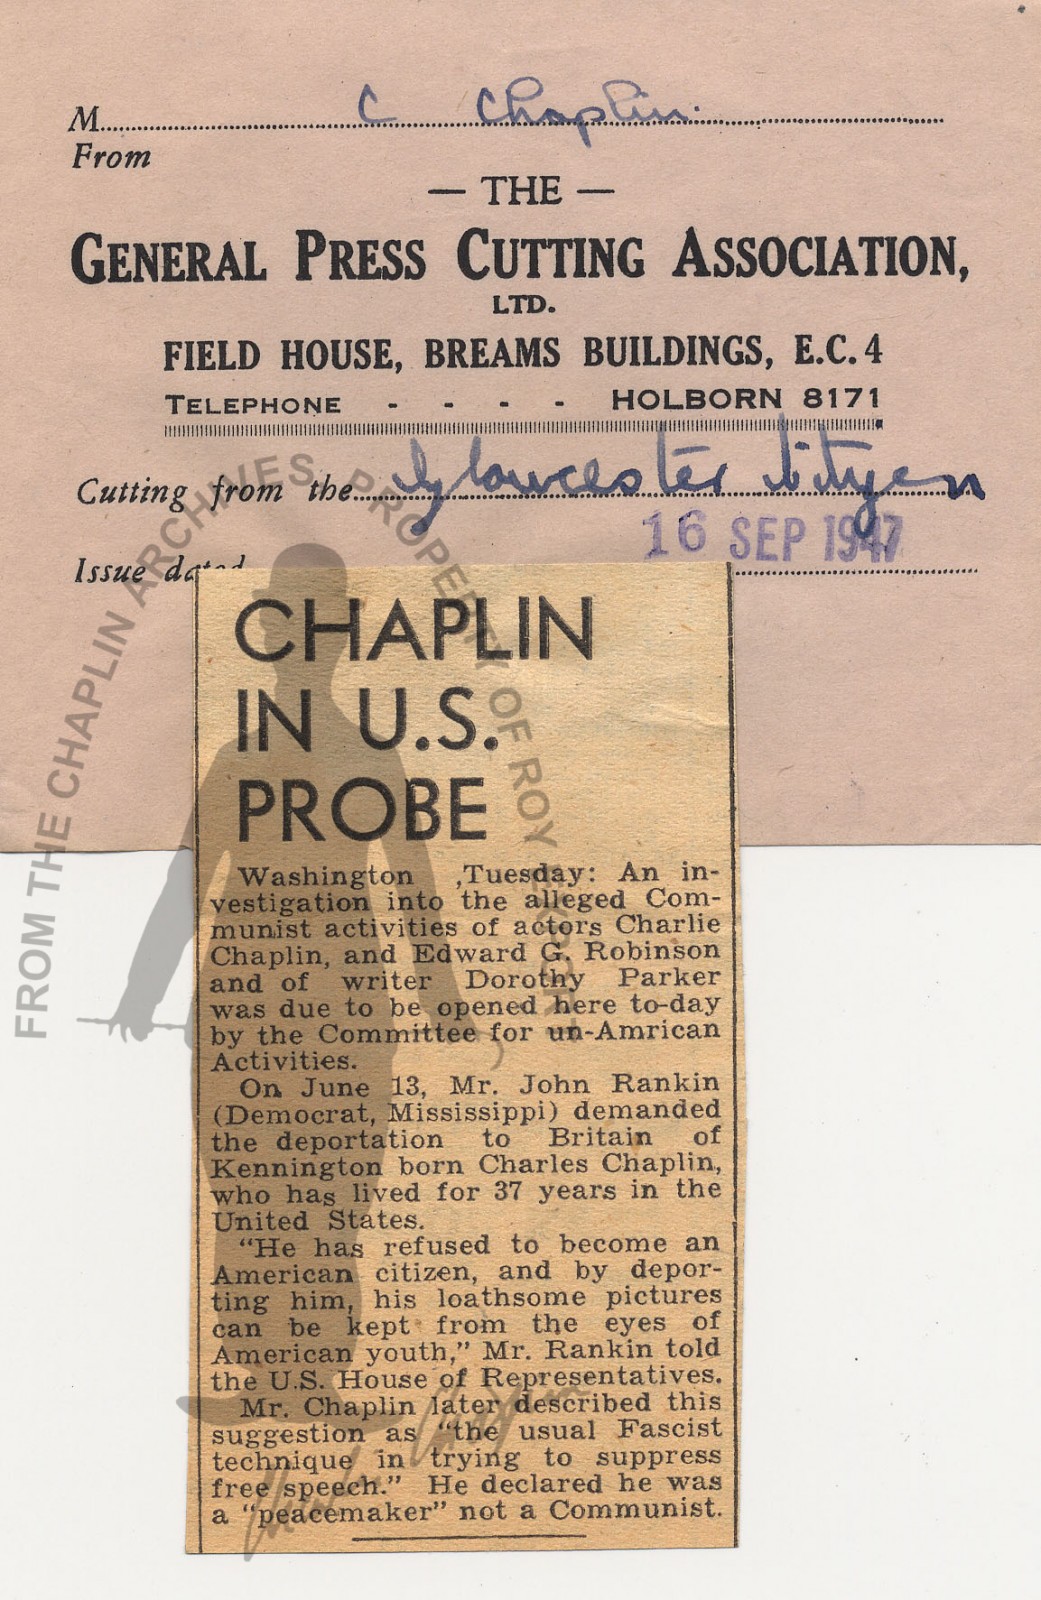 M C Chaplin.
From
— THE —
GENERAL PRESS CUTTING ASSOCIATION,
LTD.
FIELD HOUSE, BREAMS BUILDINGS, E.C.4
TELEPHONE - - - - HOLBORN 8171
Cutting from the Gloucester Citizen
16 SEP 1947
Issue dated
FROM THE CHAPLIN ARCHIVES PROPERTY OF ROY EXPORT
CHAPLIN
IN U.S.
PROBE
Washington ,Tuesday: An in-
vestigation into the alleged Com-
munist activities of actors Charlie
Chaplin, and Edward G. Robinson
and of writer Dorothy Parker
was due to be opened here to-day
by the Committee for un-Amrican
Activities.
On June 13, Mr. John Rankin
(Democrat, Mississippi) demanded
the deportation to Britain of
Kennington born Charles Chaplin,
who has lived for 37 years in the
United States.
“He has refused to become an
American citizen, and by depor-
ting him, his loathsome pictures
can be kept from the eyes of
American youth,” Mr. Rankin told
the U.S. House of Representatives.
Mr. Chaplin later described this
suggestion as “the usual Fascist
technique in trying to suppress
free speech.” He declared he was
a “peacemaker” not a Communist.
Charlie Chaplin